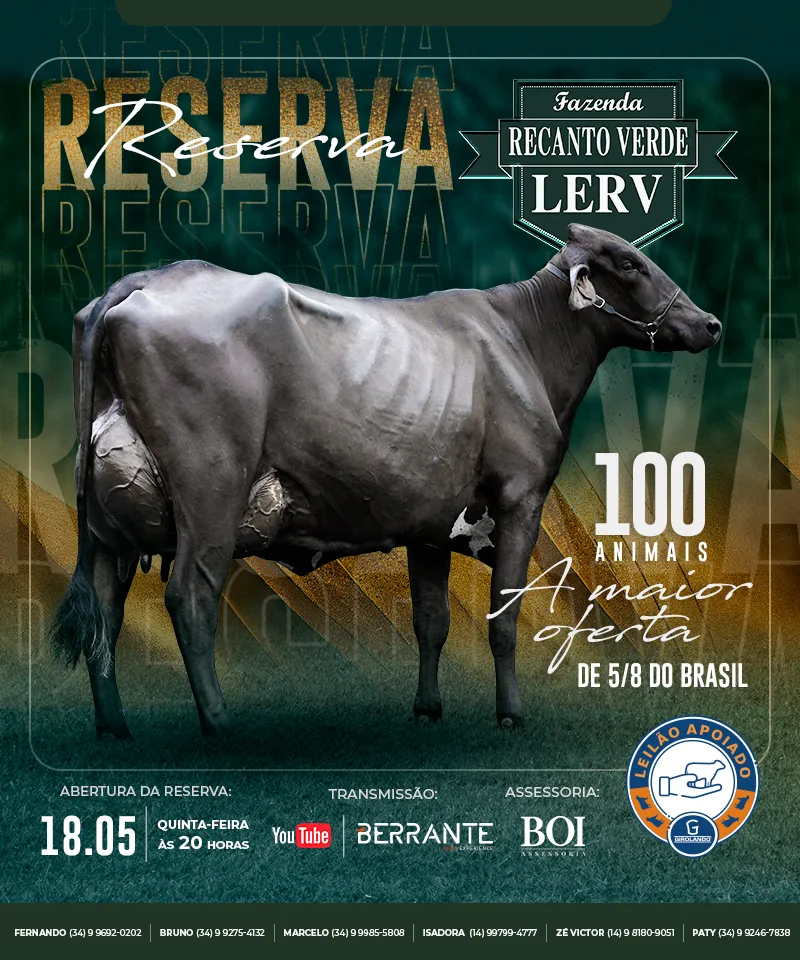 RESERVA
RESERVA
Reserva
RESERVA
Fazenda
RECANTO VERDE
LERV
100
ANIMAIS
A maior
oferta
DE 5/8 DO BRASIL
LEILÃO APOIADO
G
GIROLANDO
ABERTURA DA RESERVA:
18.05
QUINTA-FEIRA
ÀS 20 HORAS
TRANSMISSÃO:
YouTube
BERRANTE
EXPERIENCE
ASSESSORIA:
BOI
ASSESSORIA
FERNANDO (34) 9 9692-0202
BRUNO (34) 9 9275-4132
MARCELO (34) 9 9985-5808
ISADORA (14) 99799-4777
ZÉ VICTOR (14) 9 8180-9051
PATY (34) 9 9246-7838